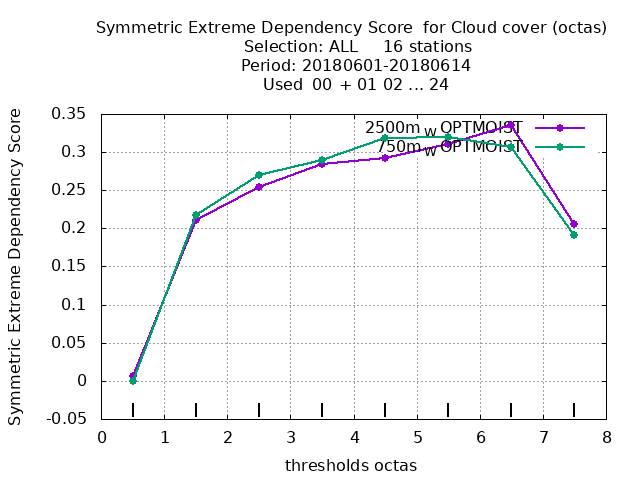 Symmetric Extreme Dependency Score  for Cloud cover (octas)
Selection: ALL     16 stations
Period: 20180601-20180614
Used  00 + 01 02 ... 24
Symmetric Extreme Dependency Score
0.35
0.3
0.25
0.2
0.15
0.1
0.05
0
-0.05
2500m_W OPTMOIST
750m_W OPTMOIST
0 1 2 3 4 5 6 7 8
thresholds octas